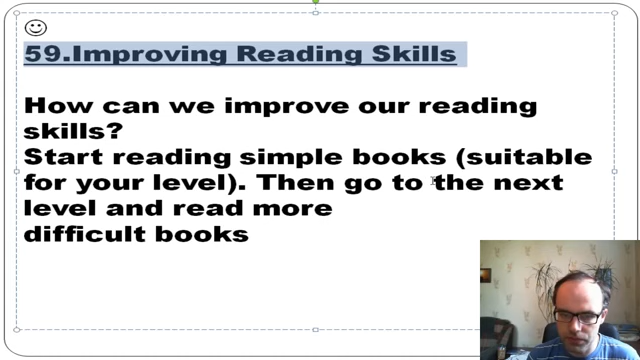 59.Improving Reading Skills
How can we improve our reading
skills?
Start reading simple books (suitable
for your level). Then go to the next
level and read more
difficult books